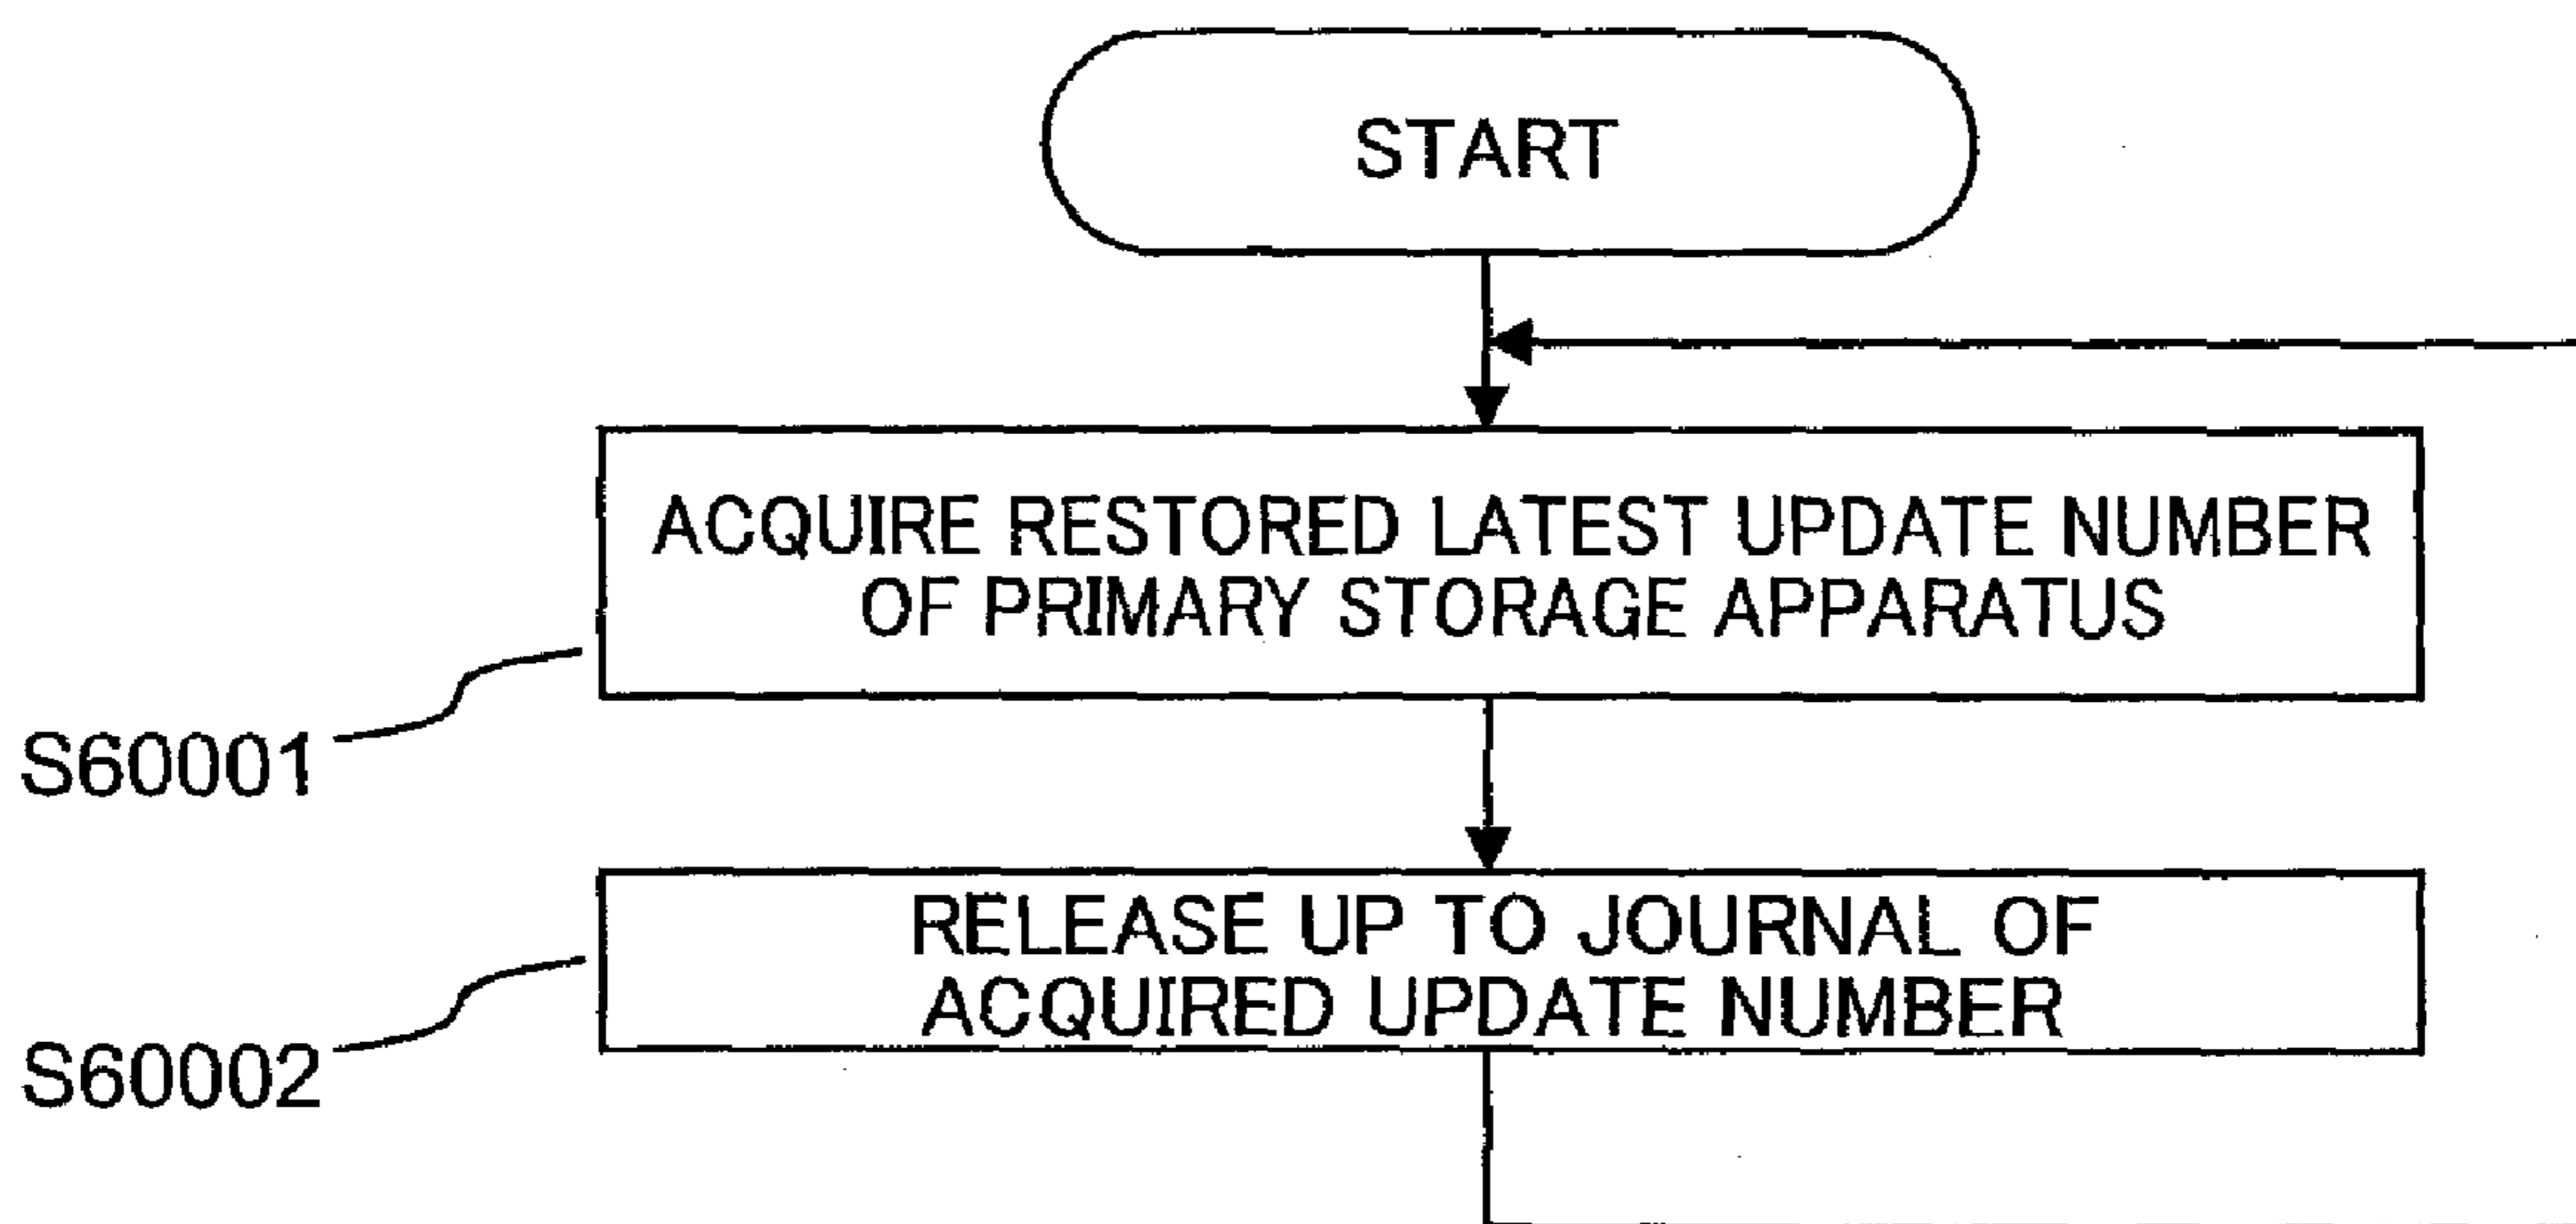 START
ACQUIRE RESTORED LATEST UPDATE NUMBER
OF PRIMARY STORAGE APPARATUS
S60001
RELEASE UP TO JOURNAL OF
ACQUIRED UPDATE NUMBER
S60002